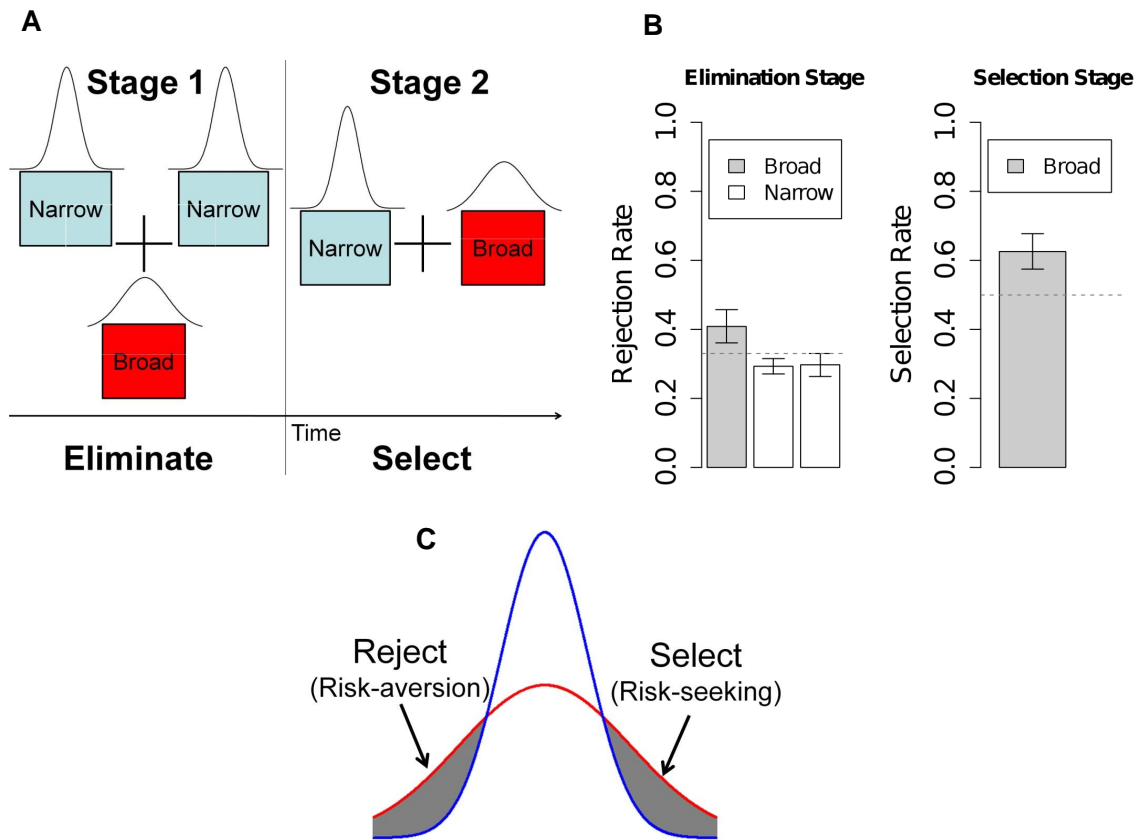 A
Stage 1
Stage 2
Narrow
Narrow
Broad
Narrow
Broad
Time
Eliminate
Select
B
Elimination Stage
Rejection Rate
0.0
0.2
0.4
0.6
0.8
1.0
Broad
Narrow
Selection Stage
Selection Rate
0.0
0.2
0.4
0.6
0.8
1.0
Broad
C
Reject
(Risk-aversion)
Select
(Risk-seeking)